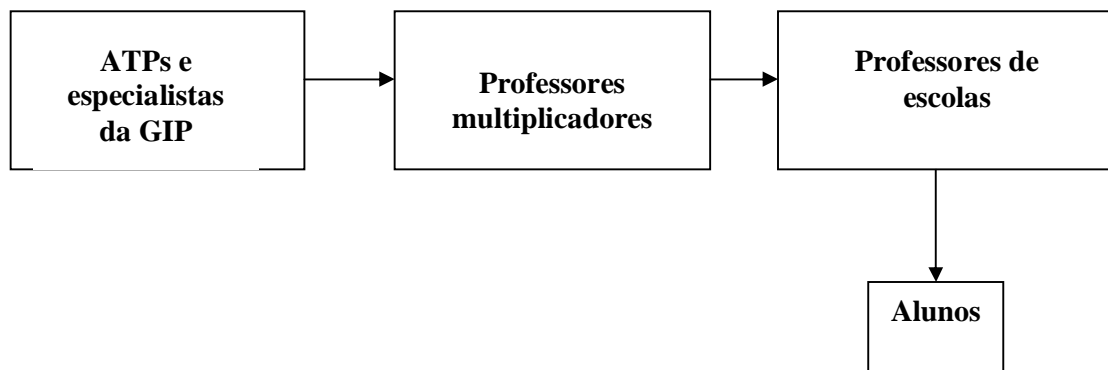 ATPs e
especialistas
da GIP
Professores
multiplicadores
Professores de
escolas
Alunos